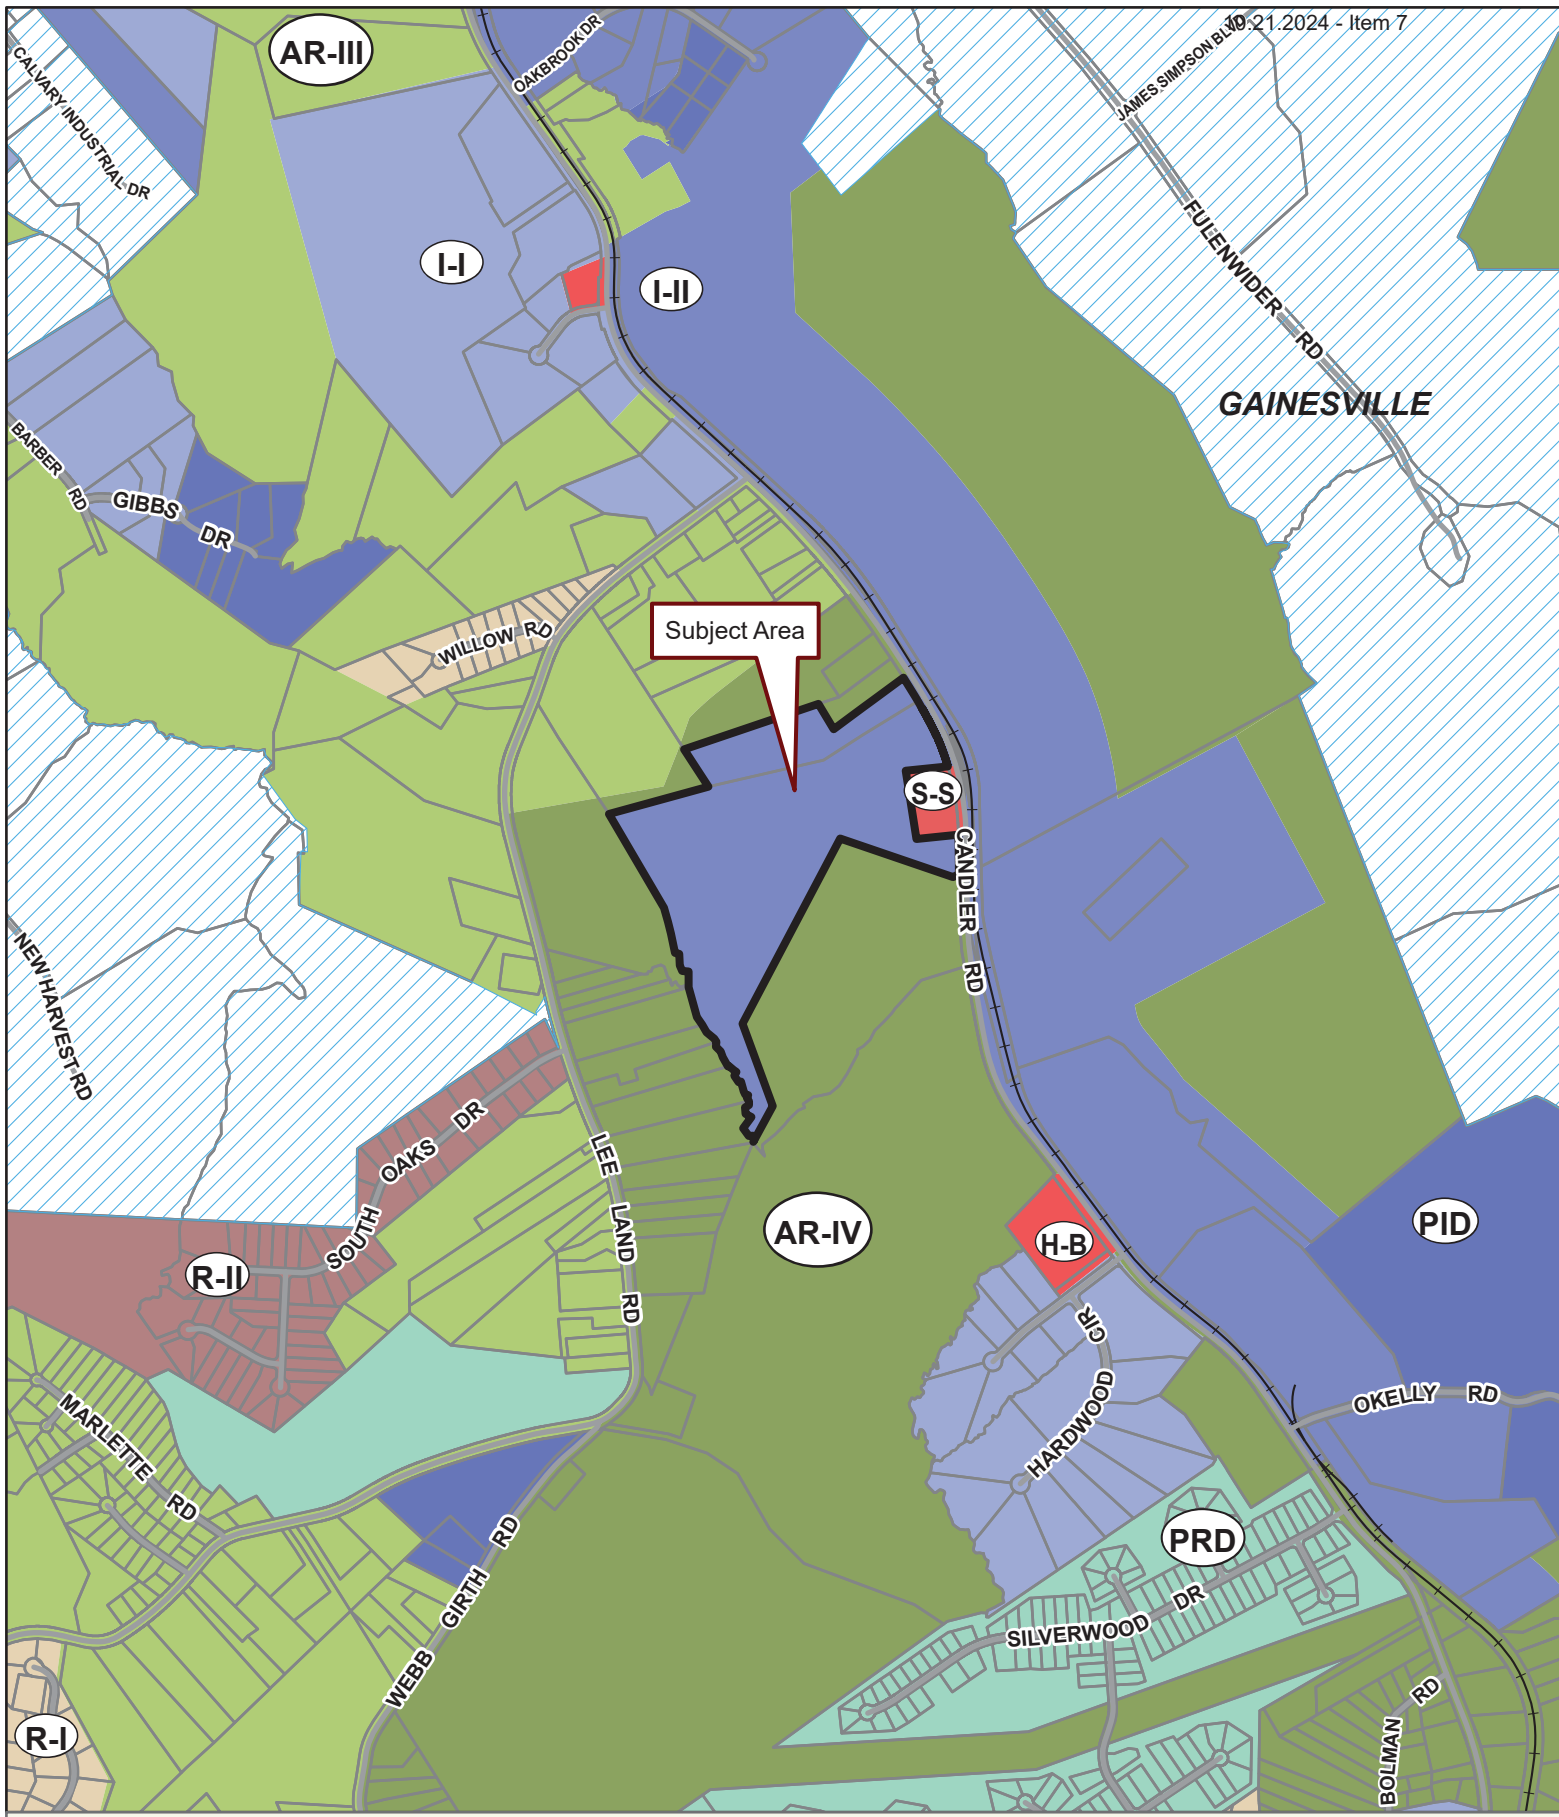 10.21.2024 - Item 7
AR-III
OAKBROOK DR
JAMES SIMPSON BLVD
CALVARY INDUSTRIAL DR
FULENWIDER RD
I-I
I-II
GAINESVILLE
BARBER RD
GIBBS DR
WILLOW RD
Subject Area
S-S
CANDLER RD
NEW HARVEST RD
SOUTH OAKS DR
LEE LAND RD
AR-IV
H-B
PID
R-II
CIR
HARDWOOD
OKELLY RD
MARLETTE RD
PRD
SILVERWOOD DR
WEBB GIRTH RD
R-I
BOLMAN RD